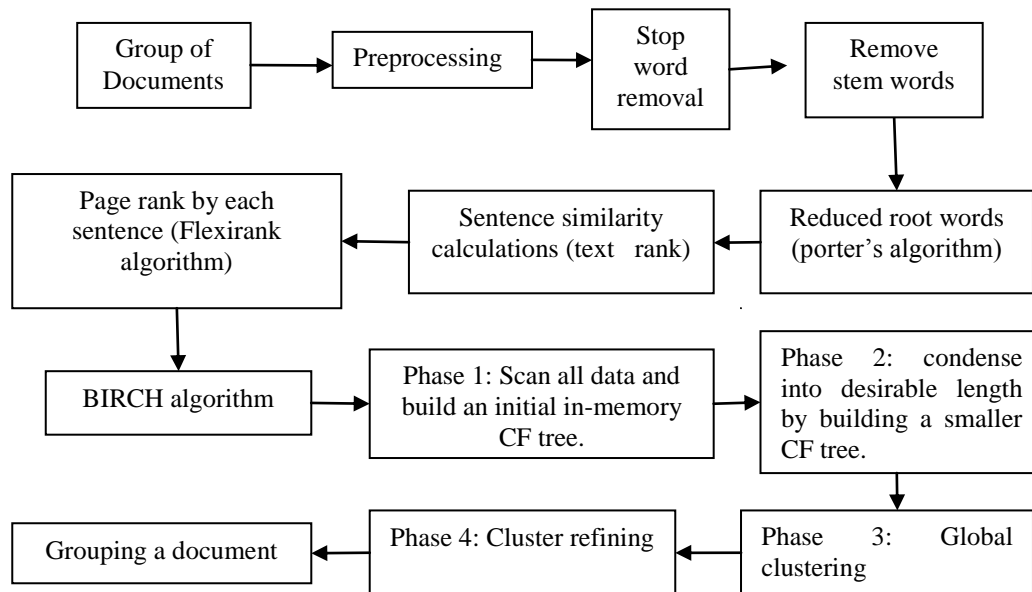 Group of
Documents
Preprocessing
Stop
word
removal
Remove
stem words
Page rank by each
sentence (Flexirank
algorithm)
Sentence similarity
calculations (text rank)
Reduced root words
(porter’s algorithm)
BIRCH algorithm
Phase 1: Scan all data and
build an initial in-memory
CF tree.
Phase 2: condense
into desirable length
by building a smaller
CF tree.
Grouping a document
Phase 4: Cluster refining
Phase 3: Global
clustering